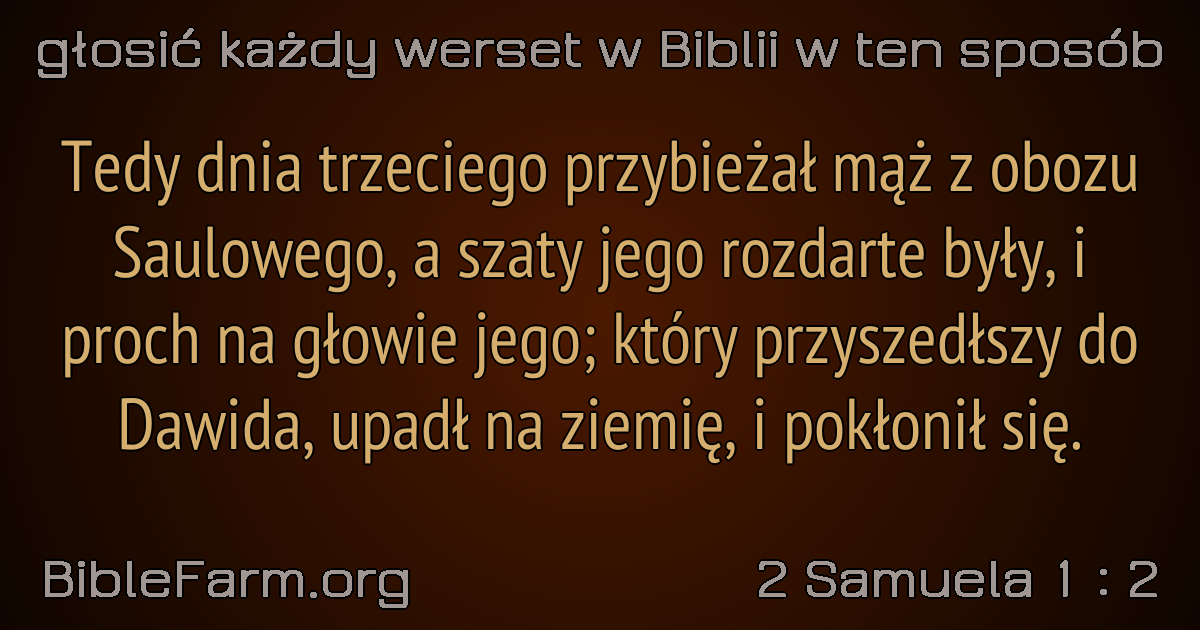 głosić każdy werset w Biblii w ten sposób
Tedy dnia trzeciego przybieżał mąż z obozu
Saulowego, a szaty jego rozdarte były, i
proch na głowie jego; który przyszedłszy do
Dawida, upadł na ziemię, i pokłonił się.
BibleFarm.org
2 Samuela 1 : 2